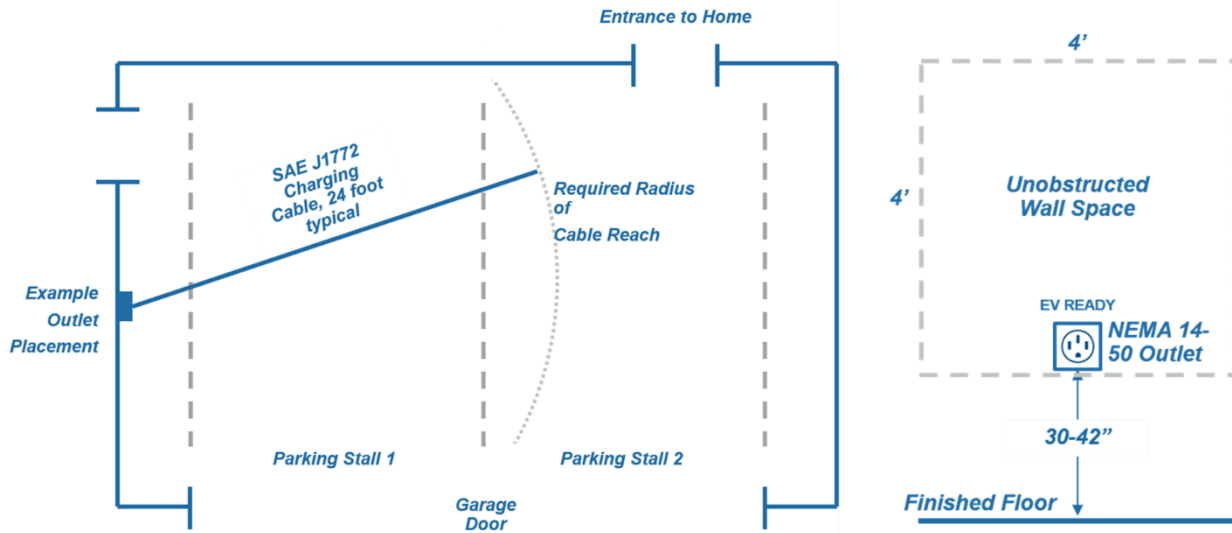 Entrance to Home
SAE J1772
Charging
Cable, 24 foot
typical
Required Radius
of
Cable Reach
Example
Outlet
Placement
Parking Stall 1
Parking Stall 2
Garage
Door
4’
4’
Unobstructed
Wall Space
EV READY
NEMA 14-
50 Outlet
30-42”
Finished Floor